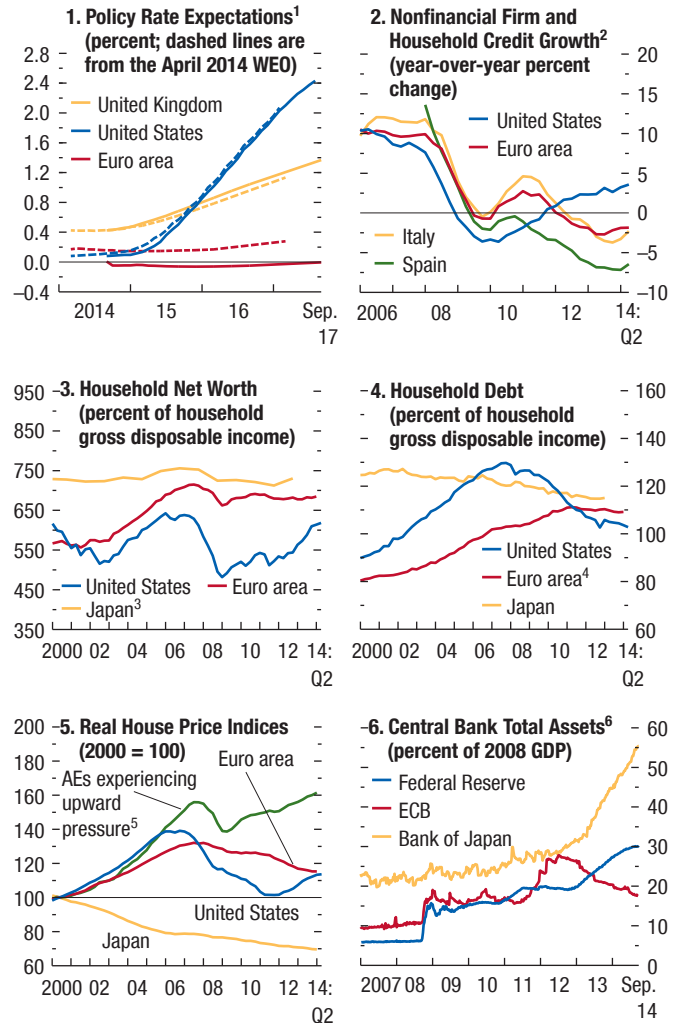 1. Policy Rate Expectations1
(percent; dashed lines are
from the April 2014 WEO)
2.8
2.4
2.0
1.6
1.2
0.8
0.4
0.0
–0.4
United Kingdom
United States
Euro area
2014 15 16 Sep.
17
2. Nonfinancial Firm and
Household Credit Growth2
(year-over-year percent
change)
20
15
10
5
0
–5
–10
United States
Euro area
Italy
Spain
2006 08 10 12 14:
Q2
3. Household Net Worth
(percent of household
gross disposable income)
950
850
750
650
550
450
350
United States Euro area
Japan3
2000 02 04 06 08 10 12 14:
Q2
4. Household Debt
(percent of household
gross disposable income)
160
140
120
100
80
60
United States
Euro area4
Japan
2000 02 04 06 08 10 12 14:
Q2
5. Real House Price Indices
(2000 = 100)
200
180
160
140
120
100
80
60
Euro area
AEs experiencing
upward
pressure5
United States
Japan
2000 02 04 06 08 10 12 14:
Q2
6. Central Bank Total Assets6
(percent of 2008 GDP)
60
50
40
30
20
10
0
Federal Reserve
ECB
Bank of Japan
2007 08 09 10 11 12 13 Sep.
14